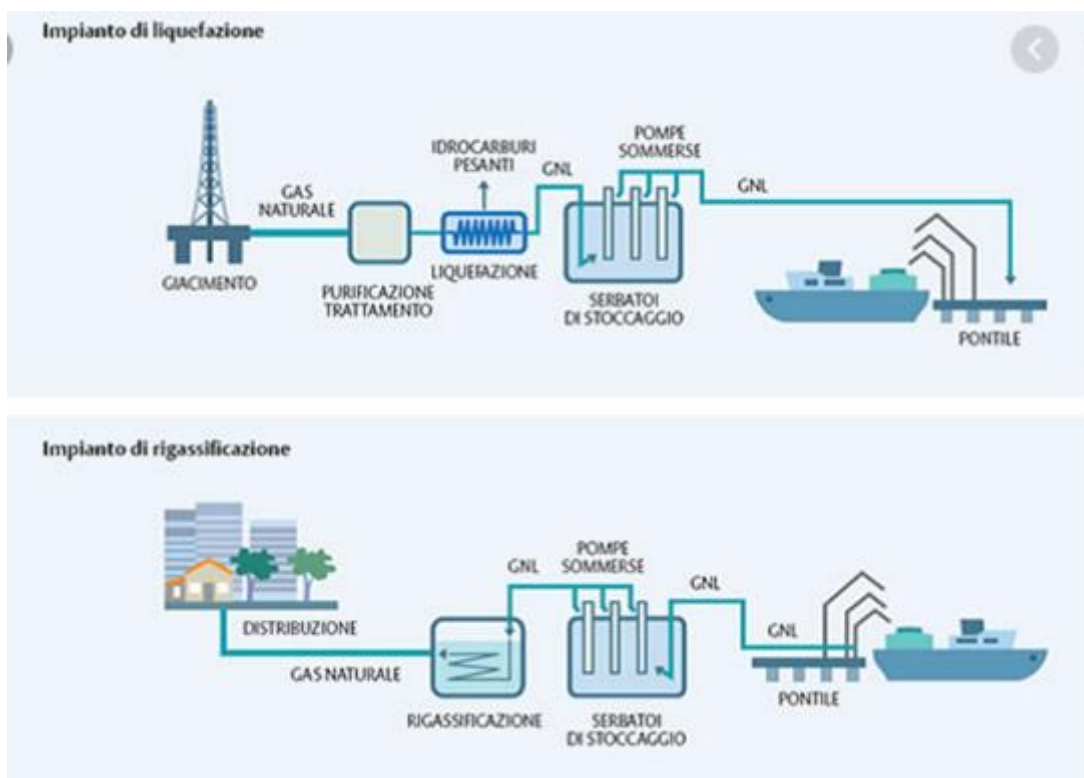 Impianto di liquefazione
IDROCARBURI
PESANTI
POMPE
SOMMERSE
GNL
GNL
GAS
NATURALE
GIACIMENTO
PURIFICAZIONE
TRATTAMENTO
LIQUEFAZIONE
SERBATOI
DI STOCCAGGIO
PONTILE
Impianto di rigassificazione
POMPE
SOMMERSE
GNL
GNL
GNL
DISTRIBUZIONE
GAS NATURALE
RIGASSIFICAZIONE
SERBATOI
DI STOCCAGGIO
PONTILE